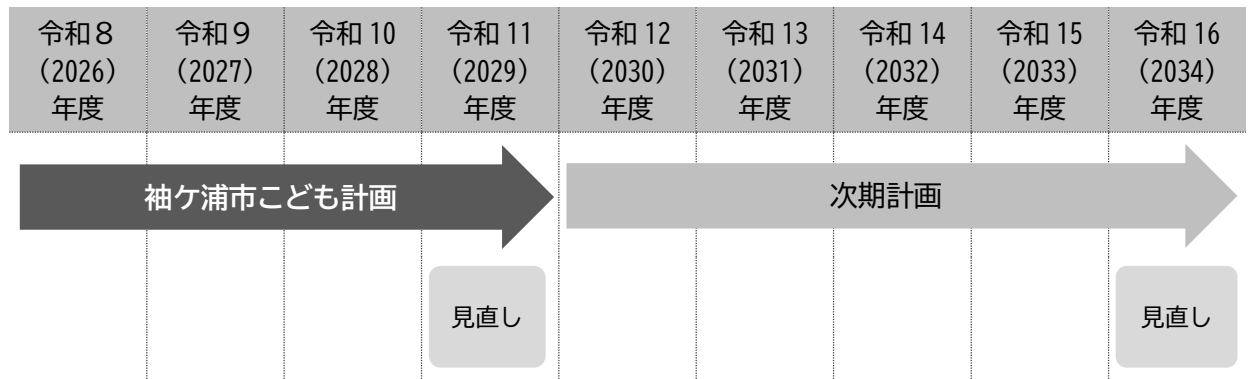 令和８
（2026）
年度
令和９
（2027）
年度
令和 10
（2028）
年度
令和 11
（2029）
年度
令和 12
（2030）
年度
令和 13
（2031）
年度
令和 14
（2032）
年度
令和 15
（2033）
年度
令和 16
（2034）
年度
袖ケ浦市こども計画
次期計画
見直し
見直し